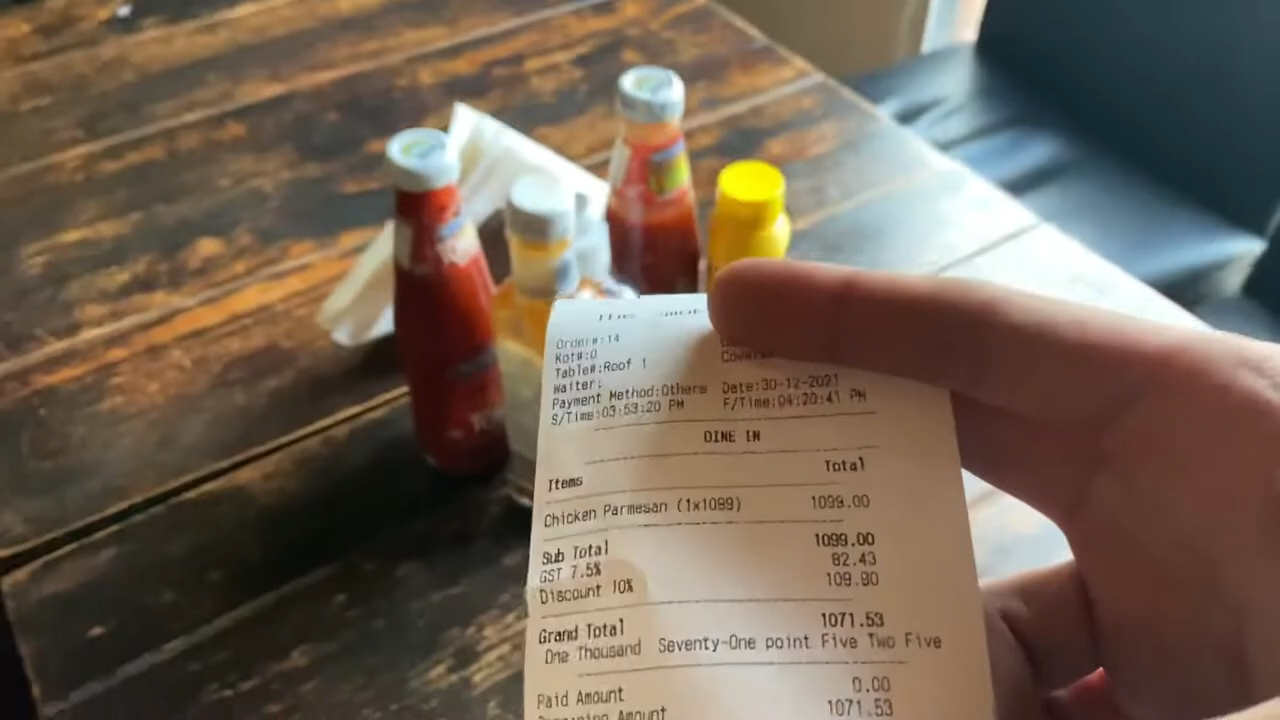 The
Order#:14
Kot#:0
Table#:Roof 1
Waiter:
Payment Method:Others Date:30-12-2021
S/Time:03:53:20 PM F/Time:04:20:41 PM
DINE IN
Items Total
Chicken Parmesan (1x1099) 1099.00
Sub Total 1099.00
GST 7.5% 82.43
Discount 10% 109.90
Grand Total 1071.53
One Thousand Seventy-One point Five Two Five
Paid Amount 0.00
Amount 1071.53